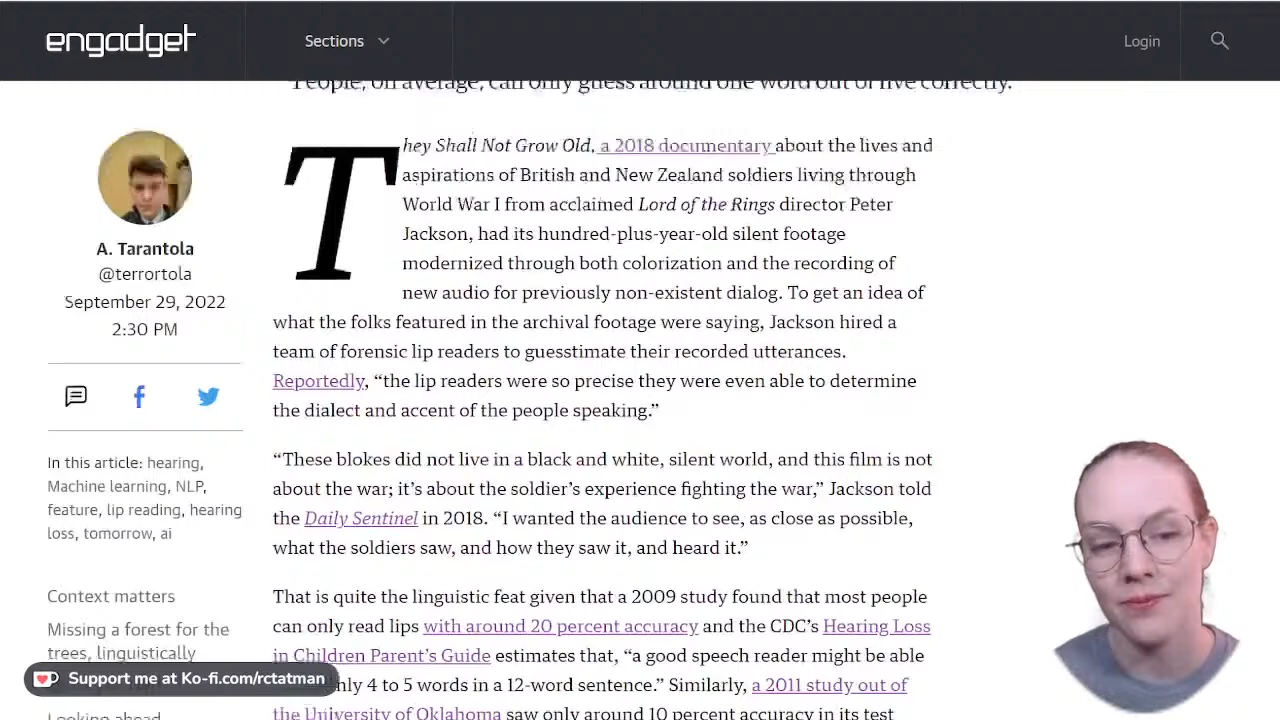 engadget
Sections
Login
People, on average, can only guess around one word out of five correctly.
A. Tarantola
@terrortola
September 29, 2022
2:30 PM
In this article: hearing,
Machine learning, NLP,
feature, lip reading, hearing
loss, tomorrow, ai
Context matters
Missing a forest for the
trees, linguistically
Looking ahead
Support me at Ko-fi.com/rctatman
They Shall Not Grow Old, a 2018 documentary about the lives and
aspirations of British and New Zealand soldiers living through
World War I from acclaimed Lord of the Rings director Peter
Jackson, had its hundred-plus-year-old silent footage
modernized through both colorization and the recording of
new audio for previously non-existent dialog. To get an idea of
what the folks featured in the archival footage were saying, Jackson hired a
team of forensic lip readers to guesstimate their recorded utterances.
Reportedly, “the lip readers were so precise they were even able to determine
the dialect and accent of the people speaking.”
“These blokes did not live in a black and white, silent world, and this film is not
about the war; it’s about the soldier’s experience fighting the war,” Jackson told
the Daily Sentinel in 2018. “I wanted the audience to see, as close as possible,
what the soldiers saw, and how they saw it, and heard it.”
That is quite the linguistic feat given that a 2009 study found that most people
can only read lips with around 20 percent accuracy and the CDC’s Hearing Loss
in Children Parent’s Guide estimates that, “a good speech reader might be able
4 to 5 words in a 12-word sentence.” Similarly, a 2011 study out of
the University of Oklahoma saw only around 10 percent accuracy in its test